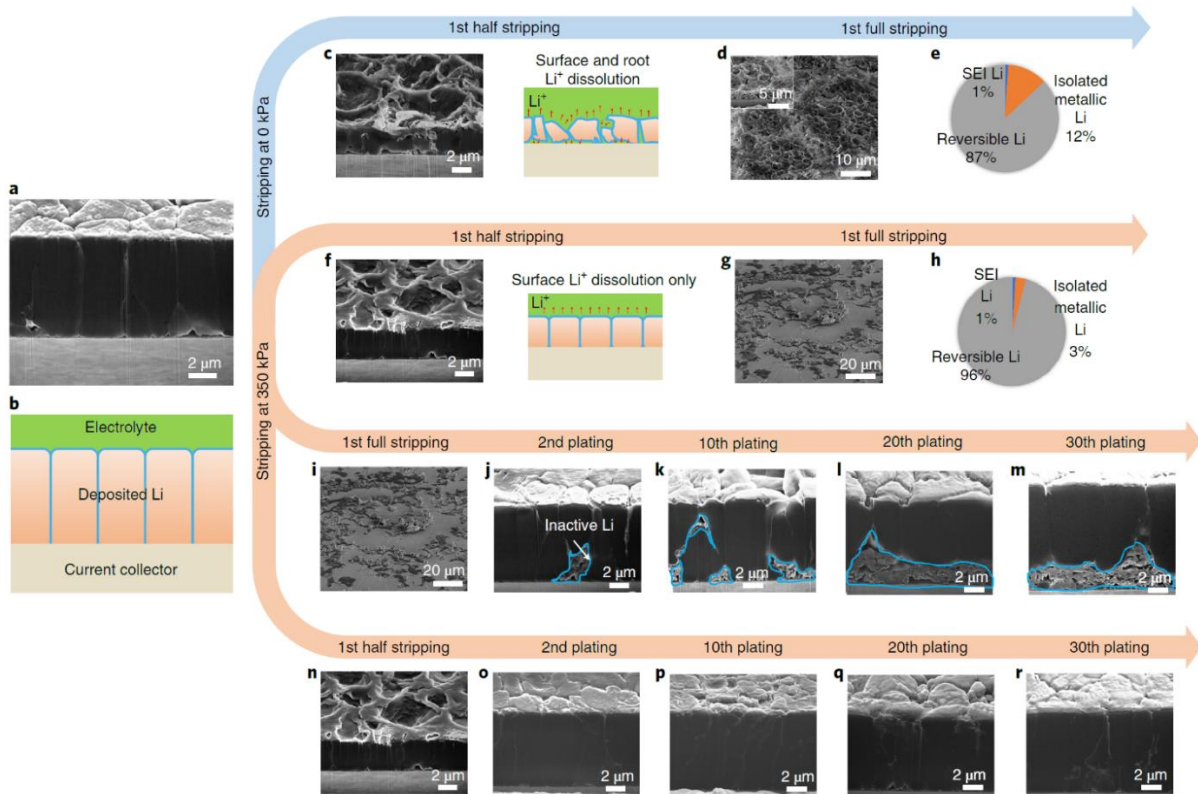 Stripping at 0 kPa
1st half stripping
1st full stripping
c
2 μm
Surface and root
Li+ dissolution
Li+
d
5 μm
10 μm
e
SEI Li
1%
Isolated
metallic
Li
12%
Reversible Li
87%
a
2 μm
b
Electrolyte
Deposited Li
Current collector
Stripping at 350 kPa
1st half stripping
1st full stripping
f
2 μm
Surface Li+ dissolution only
Li+
g
20 μm
h
SEI
Li
1%
Isolated
metallic
Li
3%
Reversible Li
96%
1st full stripping
2nd plating
10th plating
20th plating
30th plating
i
20 μm
j
Inactive Li
2 μm
k
2 μm
l
2 μm
m
2 μm
1st half stripping
2nd plating
10th plating
20th plating
30th plating
n
2 μm
o
2 μm
p
2 μm
q
2 μm
r
2 μm